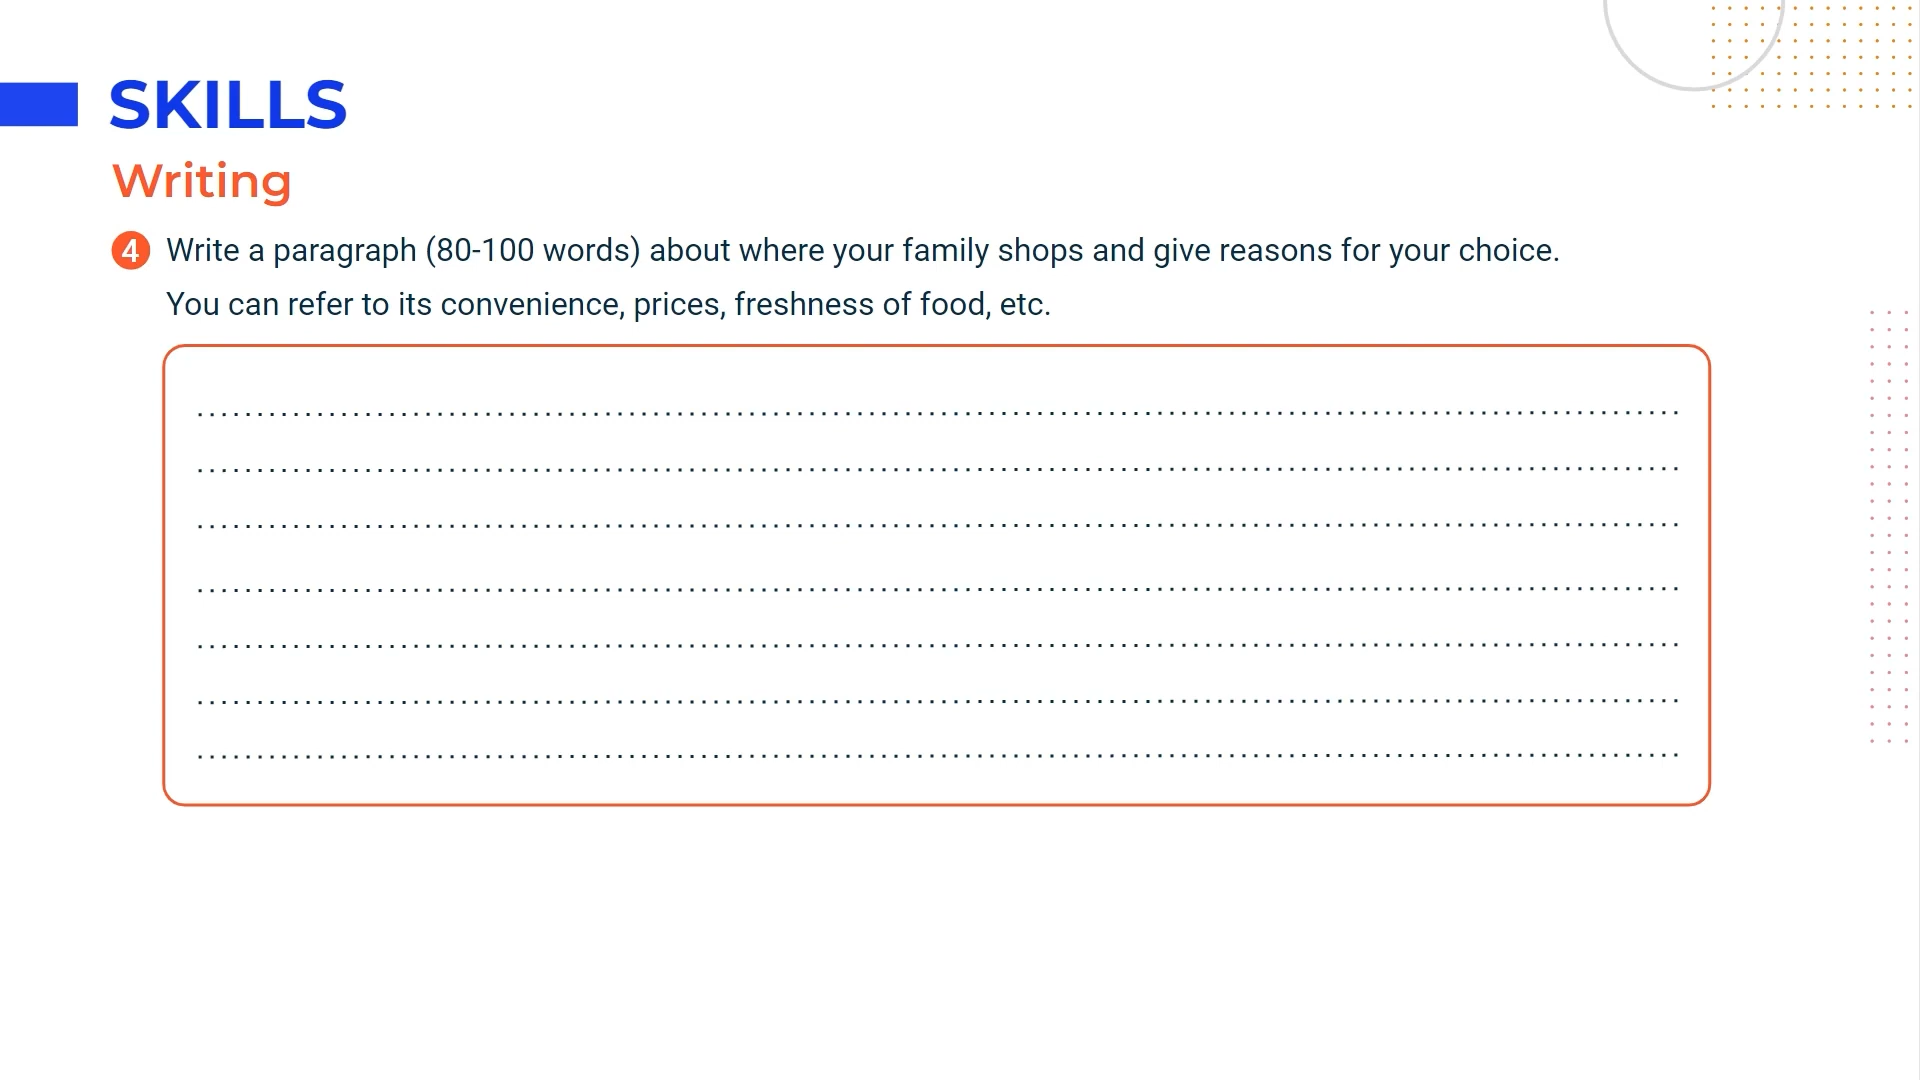 SKILLS
Writing
4 Write a paragraph (80-100 words) about where your family shops and give reasons for your choice.
You can refer to its convenience, prices, freshness of food, etc.